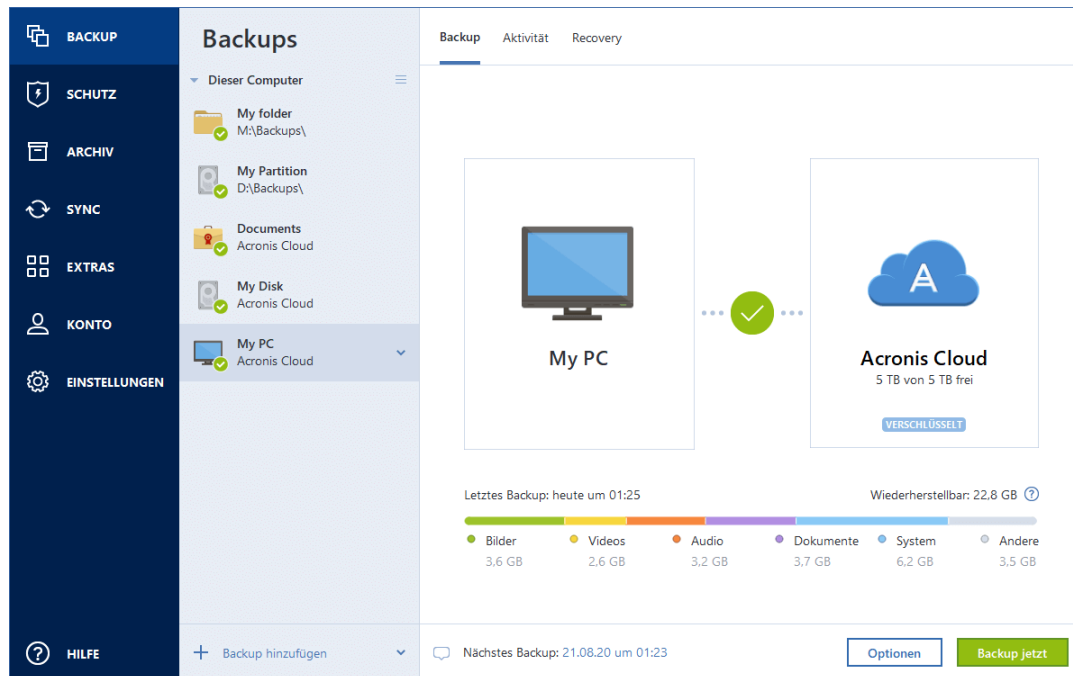 BACKUP
SCHUTZ
ARCHIV
SYNC
EXTRAS
KONTO
EINSTELLUNGEN
HILFE
Backups
Dieser Computer
My folder
M:\Backups\
My Partition
D:\Backups\
Documents
Acronis Cloud
My Disk
Acronis Cloud
My PC
Acronis Cloud
Backup hinzufügen
Backup Aktivität Recovery
My PC
A
Acronis Cloud
5 TB von 5 TB frei
VERSCHLÜSSELT
Letztes Backup: heute um 01:25 Wiederherstellbar: 22,8 GB ?
Bilder Videos Audio Dokumente System Andere
3,6 GB 2,6 GB 3,2 GB 3,7 GB 6,2 GB 3,5 GB
Nächstes Backup: 21.08.20 um 01:23 Optionen Backup jetzt